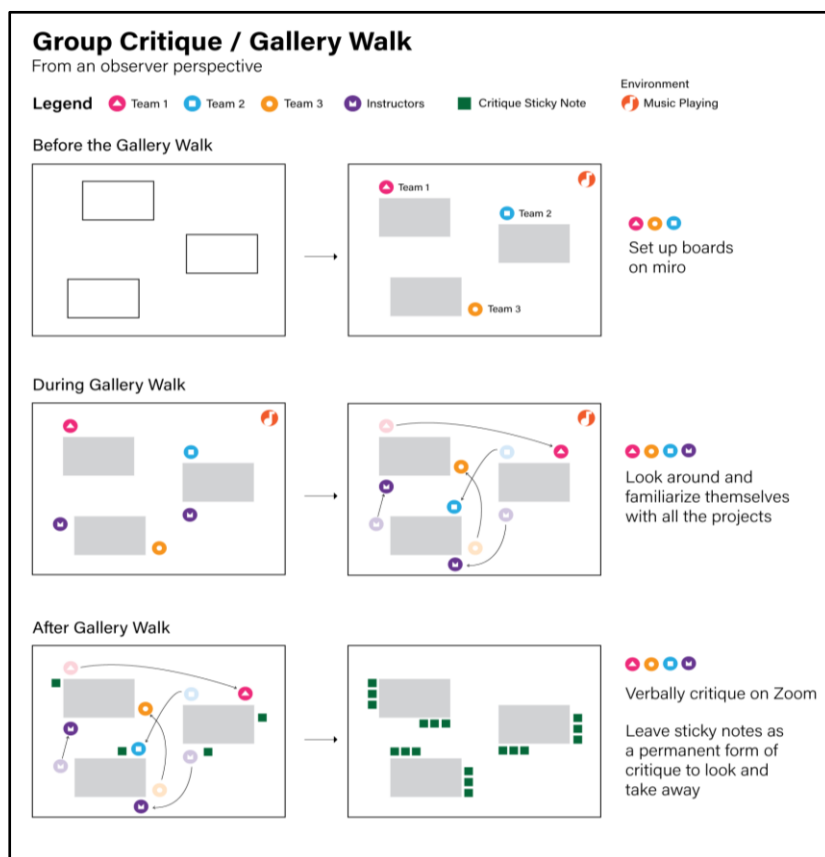 Group Critique / Gallery Walk
From an observer perspective
Legend Team 1 Team 2 Team 3 Instructors Critique Sticky Note
Environment
Music Playing
Before the Gallery Walk
Team 1
Team 2
Team 3
Set up boards
on miro
During Gallery Walk
Look around and
familiarize themselves
with all the projects
After Gallery Walk
Verbally critique on Zoom
Leave sticky notes as
a permanent form of
critique to look and
take away